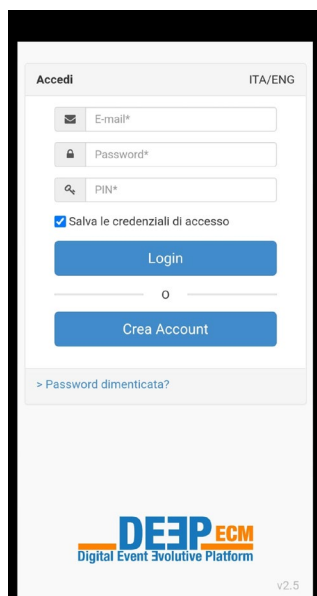 Accedi ITA/ENG
E-mail*
Password*
PIN*
Salva le credenziali di accesso
Login
O
Crea Account
> Password dimenticata?
DEEP ECM
Digital Event Evolutive Platform
v2.5